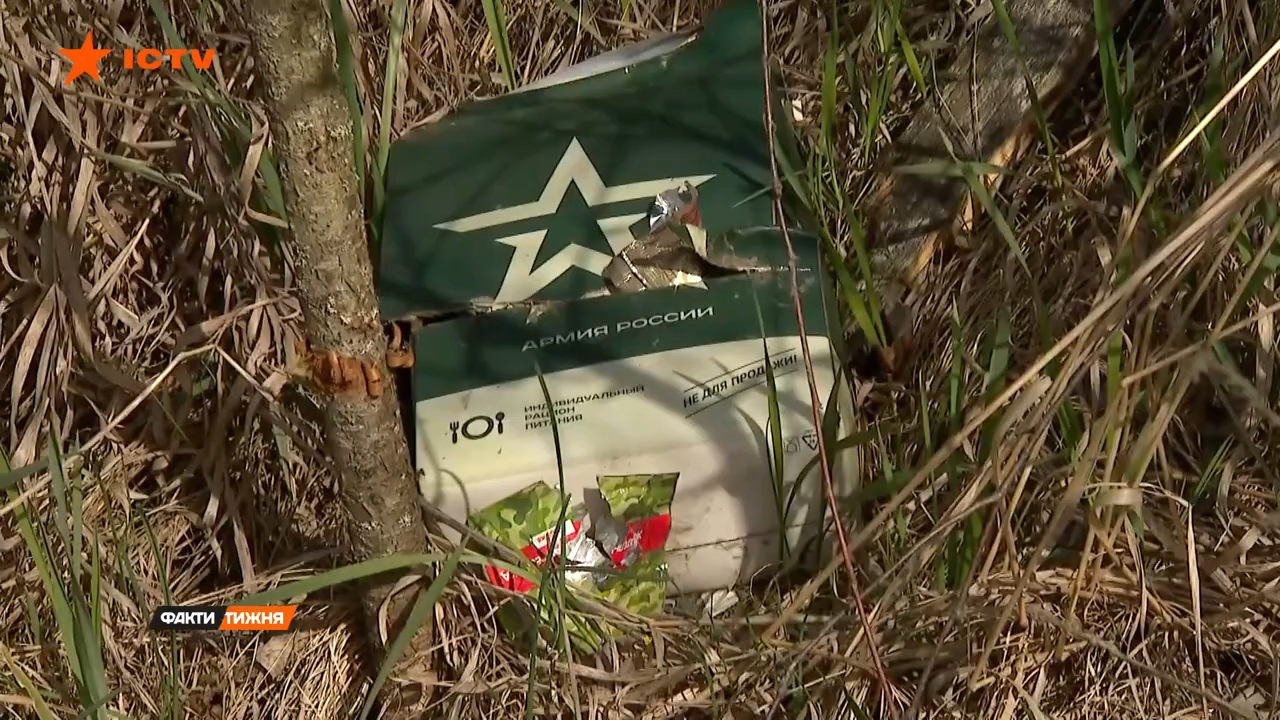 ICTV
АРМИЯ РОССИИ
ИНДИВИДУАЛЬНЫЙ
РАЦИОН
ПИТАНИЯ
НЕ ДЛЯ ПРОДАЖИ!
ФАКТИ ТИЖНЯ